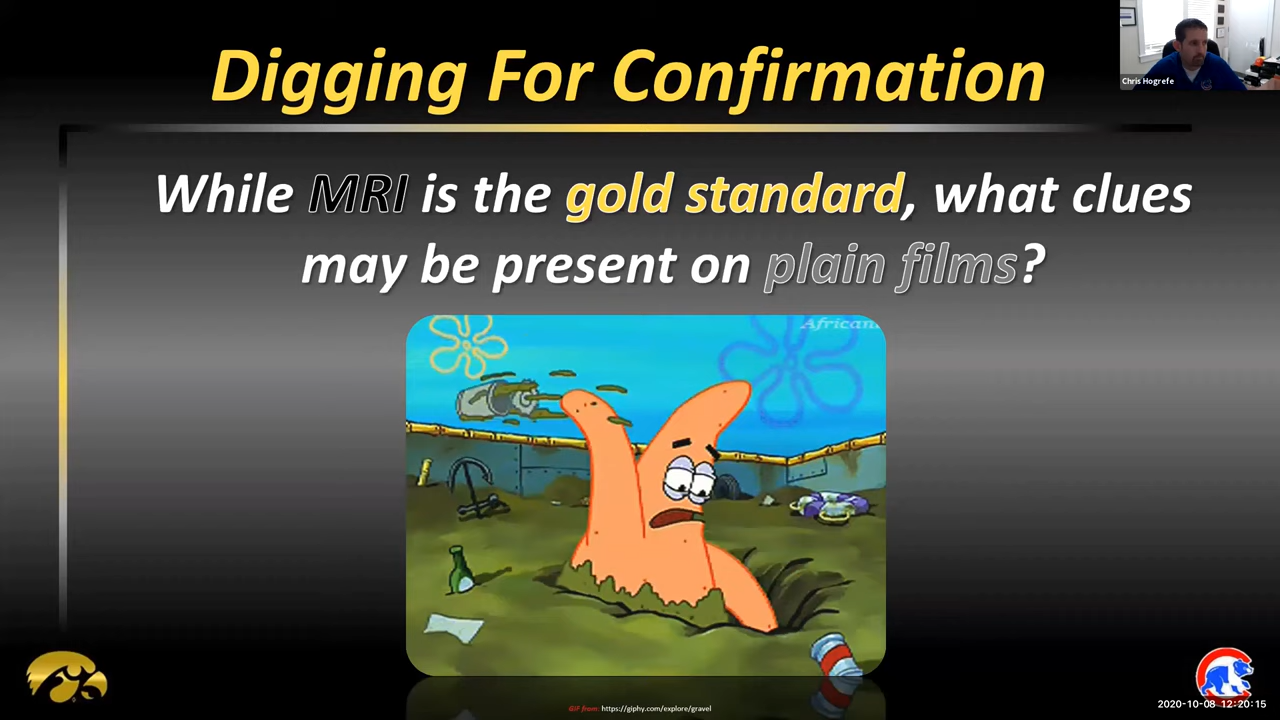 Digging For Confirmation
Chris Hogrefe
While MRI is the gold standard, what clues
may be present on plain films?
GIF from: https://giphy.com/explore/gravel
2020-10-08 12:20:15